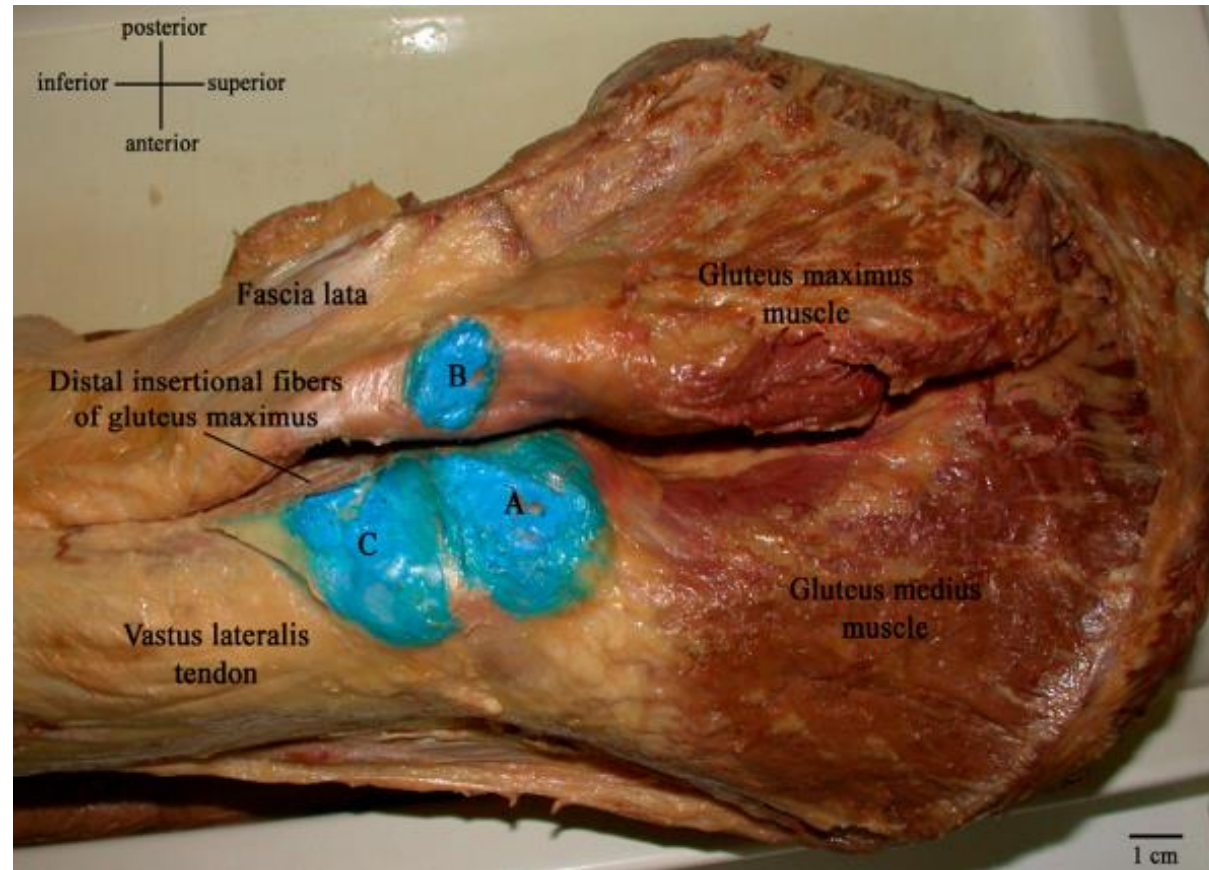 posterior
inferior
superior
anterior
Fascia lata
Gluteus maximus
muscle
B
Distal insertional fibers
of gluteus maximus
A
C
Gluteus medius
muscle
Vastus lateralis
tendon
1 cm